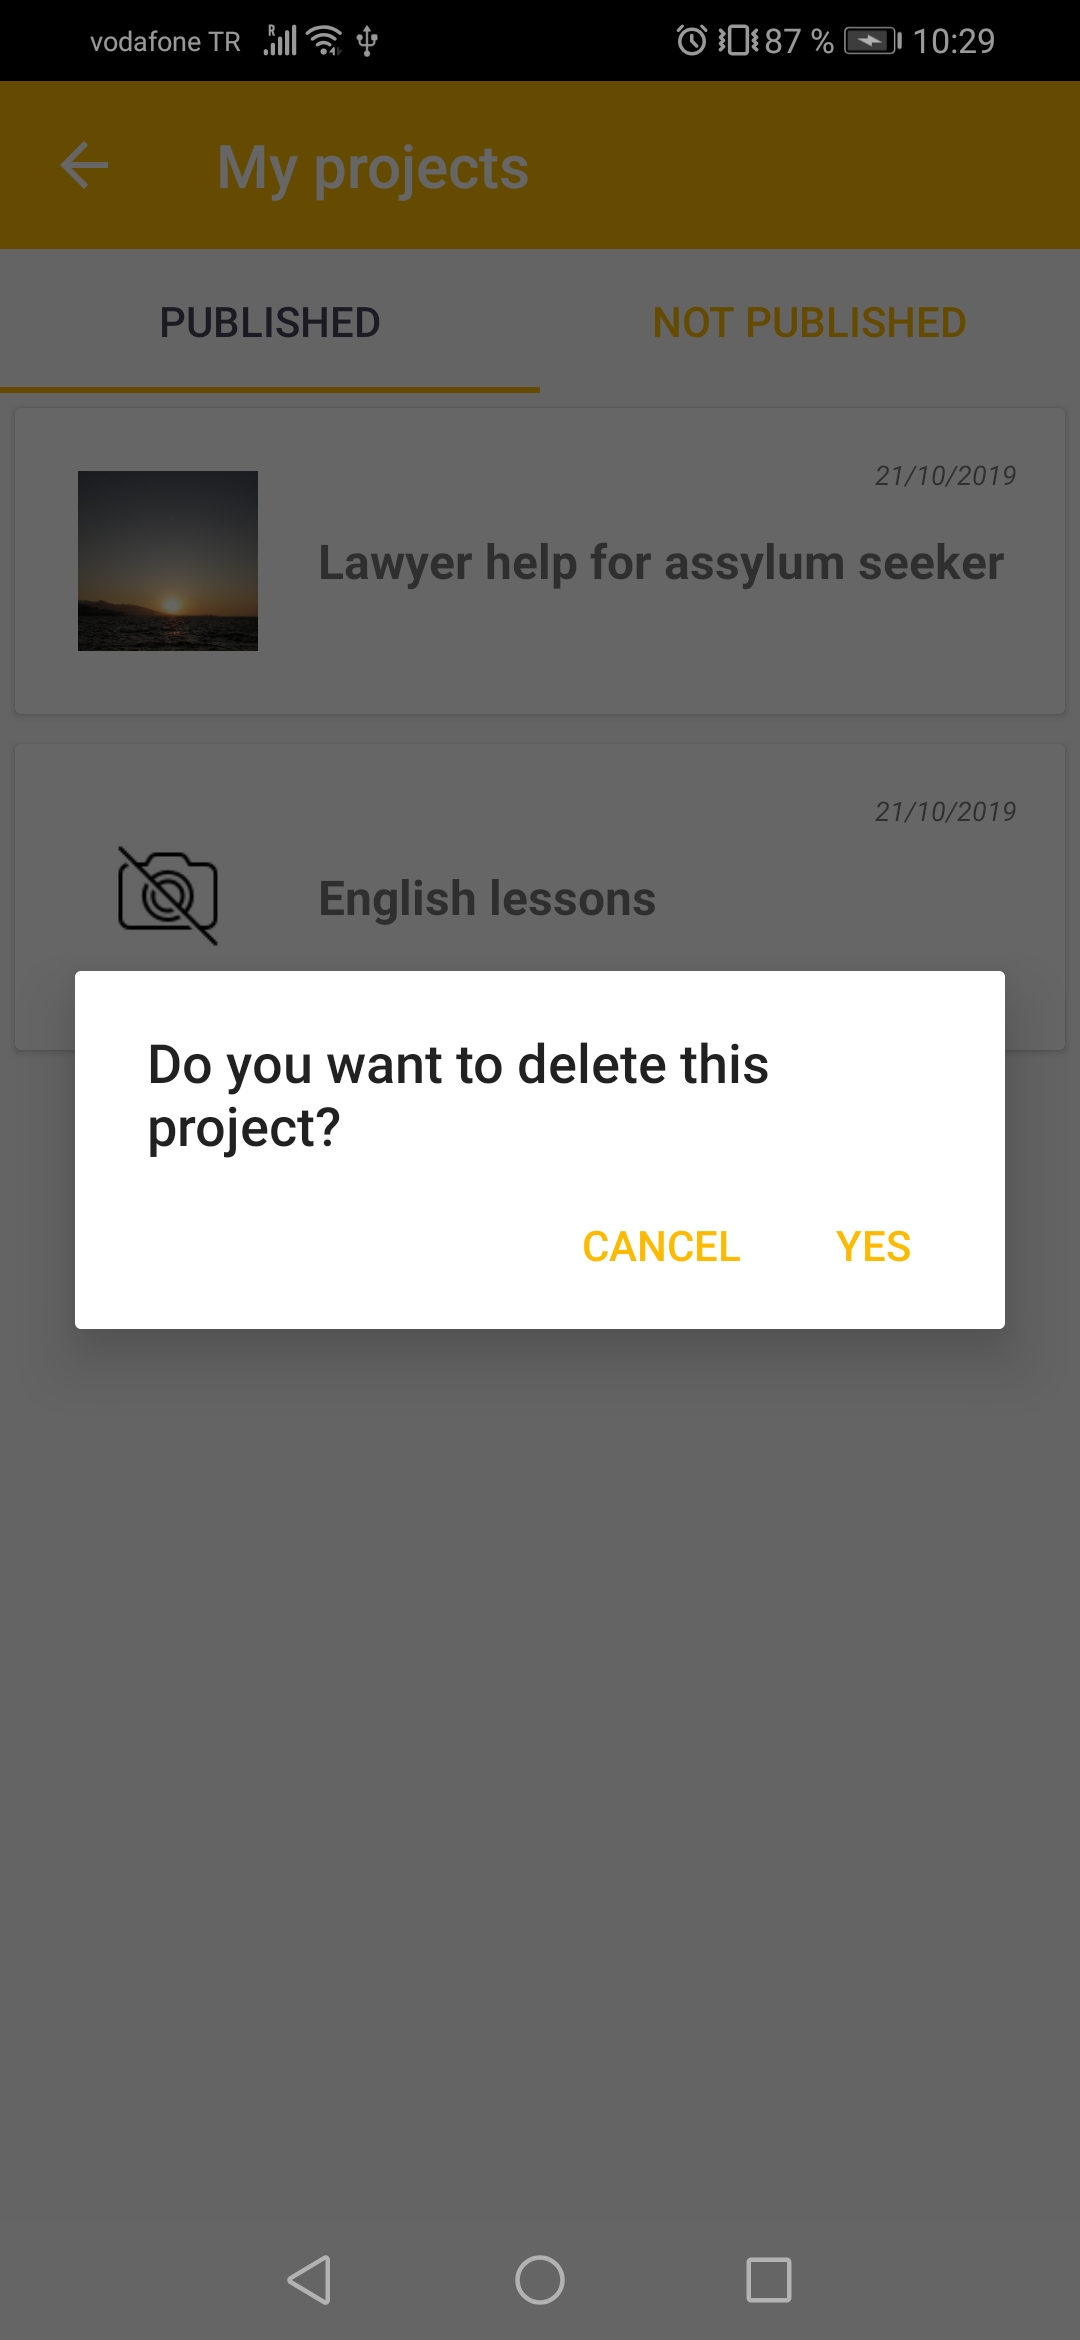 vodafone TR R 87 % 10:29
My projects
PUBLISHED NOT PUBLISHED
21/10/2019
Lawyer help for assylum seeker
21/10/2019
English lessons
Do you want to delete this
project?
CANCEL YES